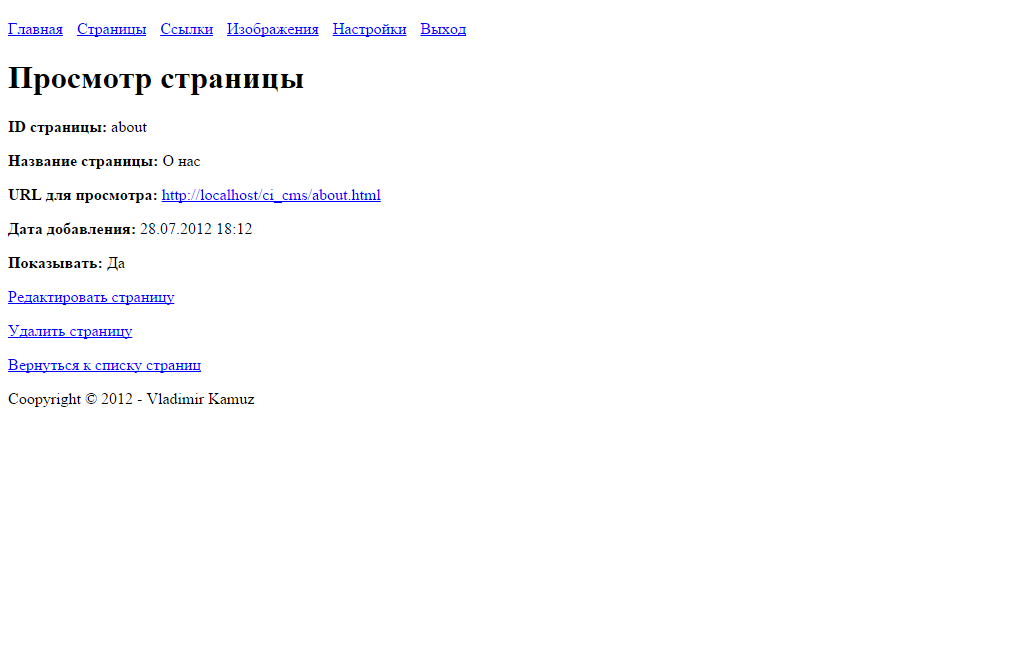 Главная Страницы Ссылки Изображения Настройки Выход
Просмотр страницы
ID страницы: about
Название страницы: О нас
URL для просмотра: http://localhost/ci_cms/about.html
Дата добавления: 28.07.2012 18:12
Показывать: Да
Редактировать страницу
Удалить страницу
Вернуться к списку страниц
Coopyright © 2012 - Vladimir Kamuz